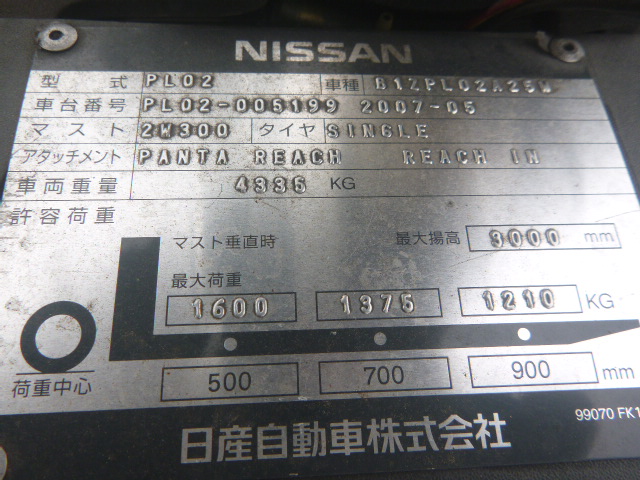 NISSAN
型式 PL02 車種 B1ZPL02A25W
車台番号 PL02-005199 2007-05
マスト 2W300 タイヤ SINGLE
アタッチメント PANTA REACH REACH IN
車両重量 4335 KG
許容荷重
マスト垂直時 最大揚高 3000 mm
最大荷重
1600 1375 1210 KG
荷重中心 500 700 900 mm
99070 FK1
日産自動車株式会社